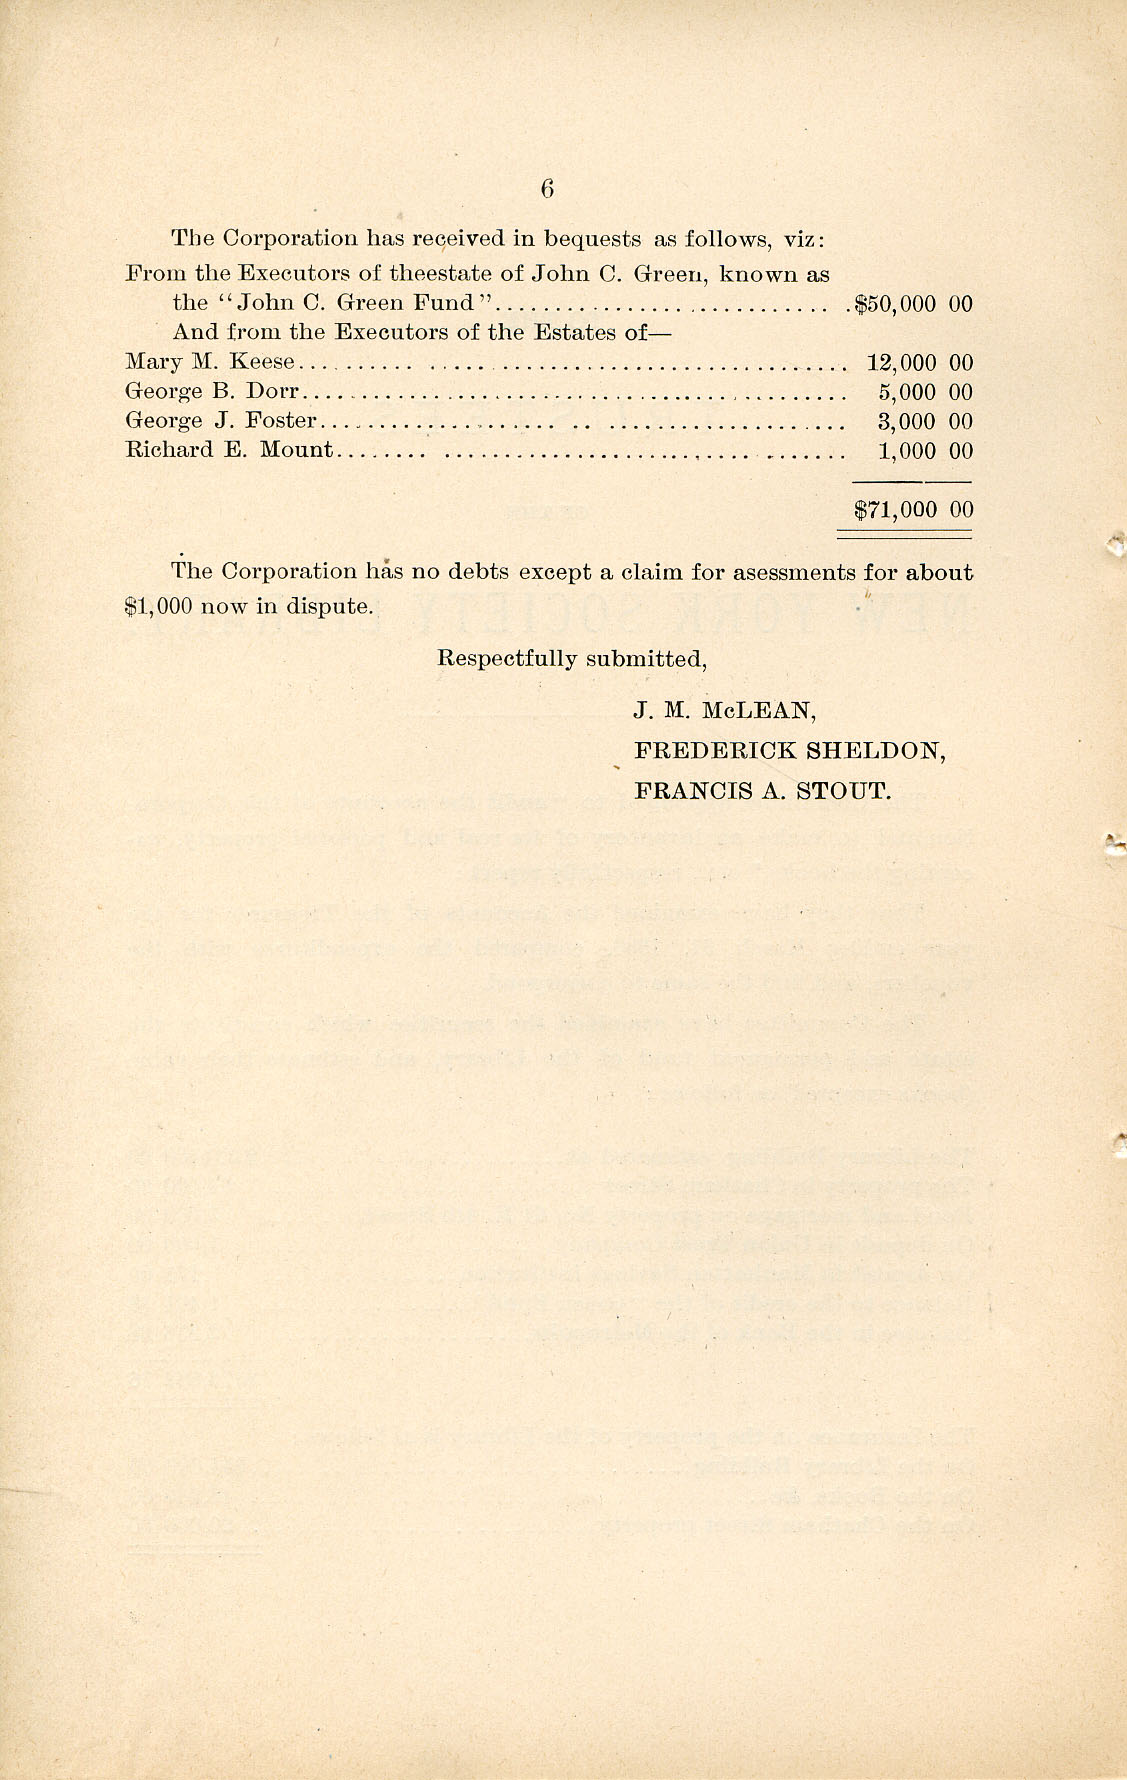 6
The Corporation has received in bequests as follows, viz:
From the Executors of theestate of John C. Green, known as
the "John C. Green Fund"..............................$50,000 00
And from the Executors of the Estates of—
Mary M. Keese.............................................. 12,000 00
George B. Dorr.............................................. 5,000 00
George J. Foster............................................ 3,000 00
Richard E. Mount.......................................... 1,000 00
$71,000 00
The Corporation has no debts except a claim for asessments for about
$1,000 now in dispute.
Respectfully submitted,
J. M. McLEAN,
FREDERICK SHELDON,
FRANCIS A. STOUT.